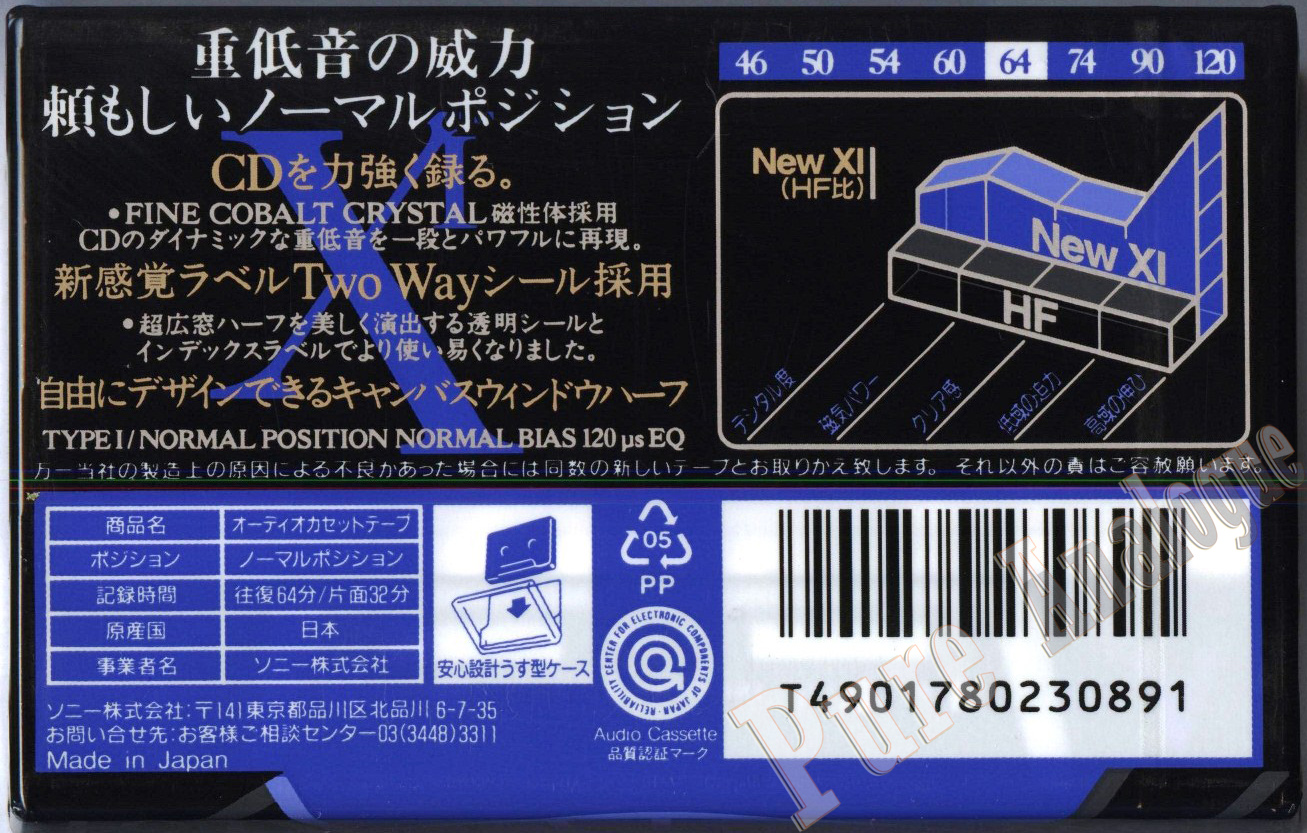 重低音の威力
頼もしいノーマルポジション
XI
CDを力強く録る。
•FINE COBALT CRYSTAL磁性体採用
CDのダイナミックな重低音を一段とパワフルに再現。
新感覚ラベルTwo Wayシール採用
•超広窓ハーフを美しく演出する透明シールと
インデックスラベルでより使い易くなりました。
自由にデザインできるキャンバスウィンドウハーフ
TYPE I/NORMAL POSITION NORMAL BIAS 120 µs EQ
46 50 54 60 64 74 90 120
New XI
(HF比)
New XI
HF
デジタル度
磁気パワー
クリア感
低域の迫力
高域の伸び
万一当社の製造上の原因による不良があった場合には同数の新しいテープとお取りかえ致します。それ以外の責はご容赦願います。
商品名 オーディオカセットテープ
ポジション ノーマルポジション
記録時間 往復64分/片面32分
原産国 日本
事業者名 ソニー株式会社
安心設計うす型ケース
05
PP
RELIABILITY CENTER FOR ELECTRONIC COMPONENTS OF JAPAN
Audio Cassette
品質認証マーク
T4901780230891
ソニー株式会社:〒141東京都品川区北品川6-7-35
お問い合せ先:お客様ご相談センター03(3448)3311
Made in Japan
Pure Analogue